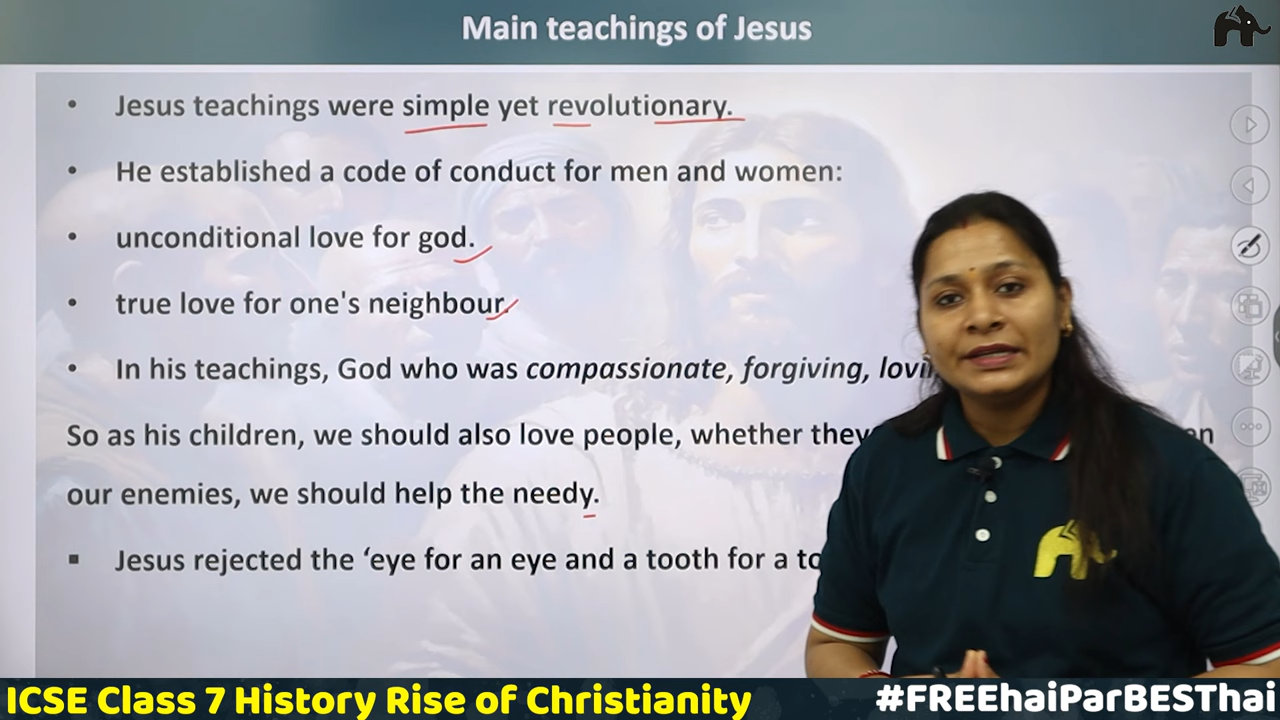 Main teachings of Jesus
• Jesus teachings were simple yet revolutionary.
• He established a code of conduct for men and women:
• unconditional love for god.
• true love for one's neighbour.
• In his teachings, God who was compassionate, forgiving,
So as his children, we should also love people, whether
our enemies, we should help the needy.
▪ Jesus rejected the ‘eye for an eye and a tooth for a
ICSE Class 7 History Rise of Christianity
#FREEhaiParBESThai